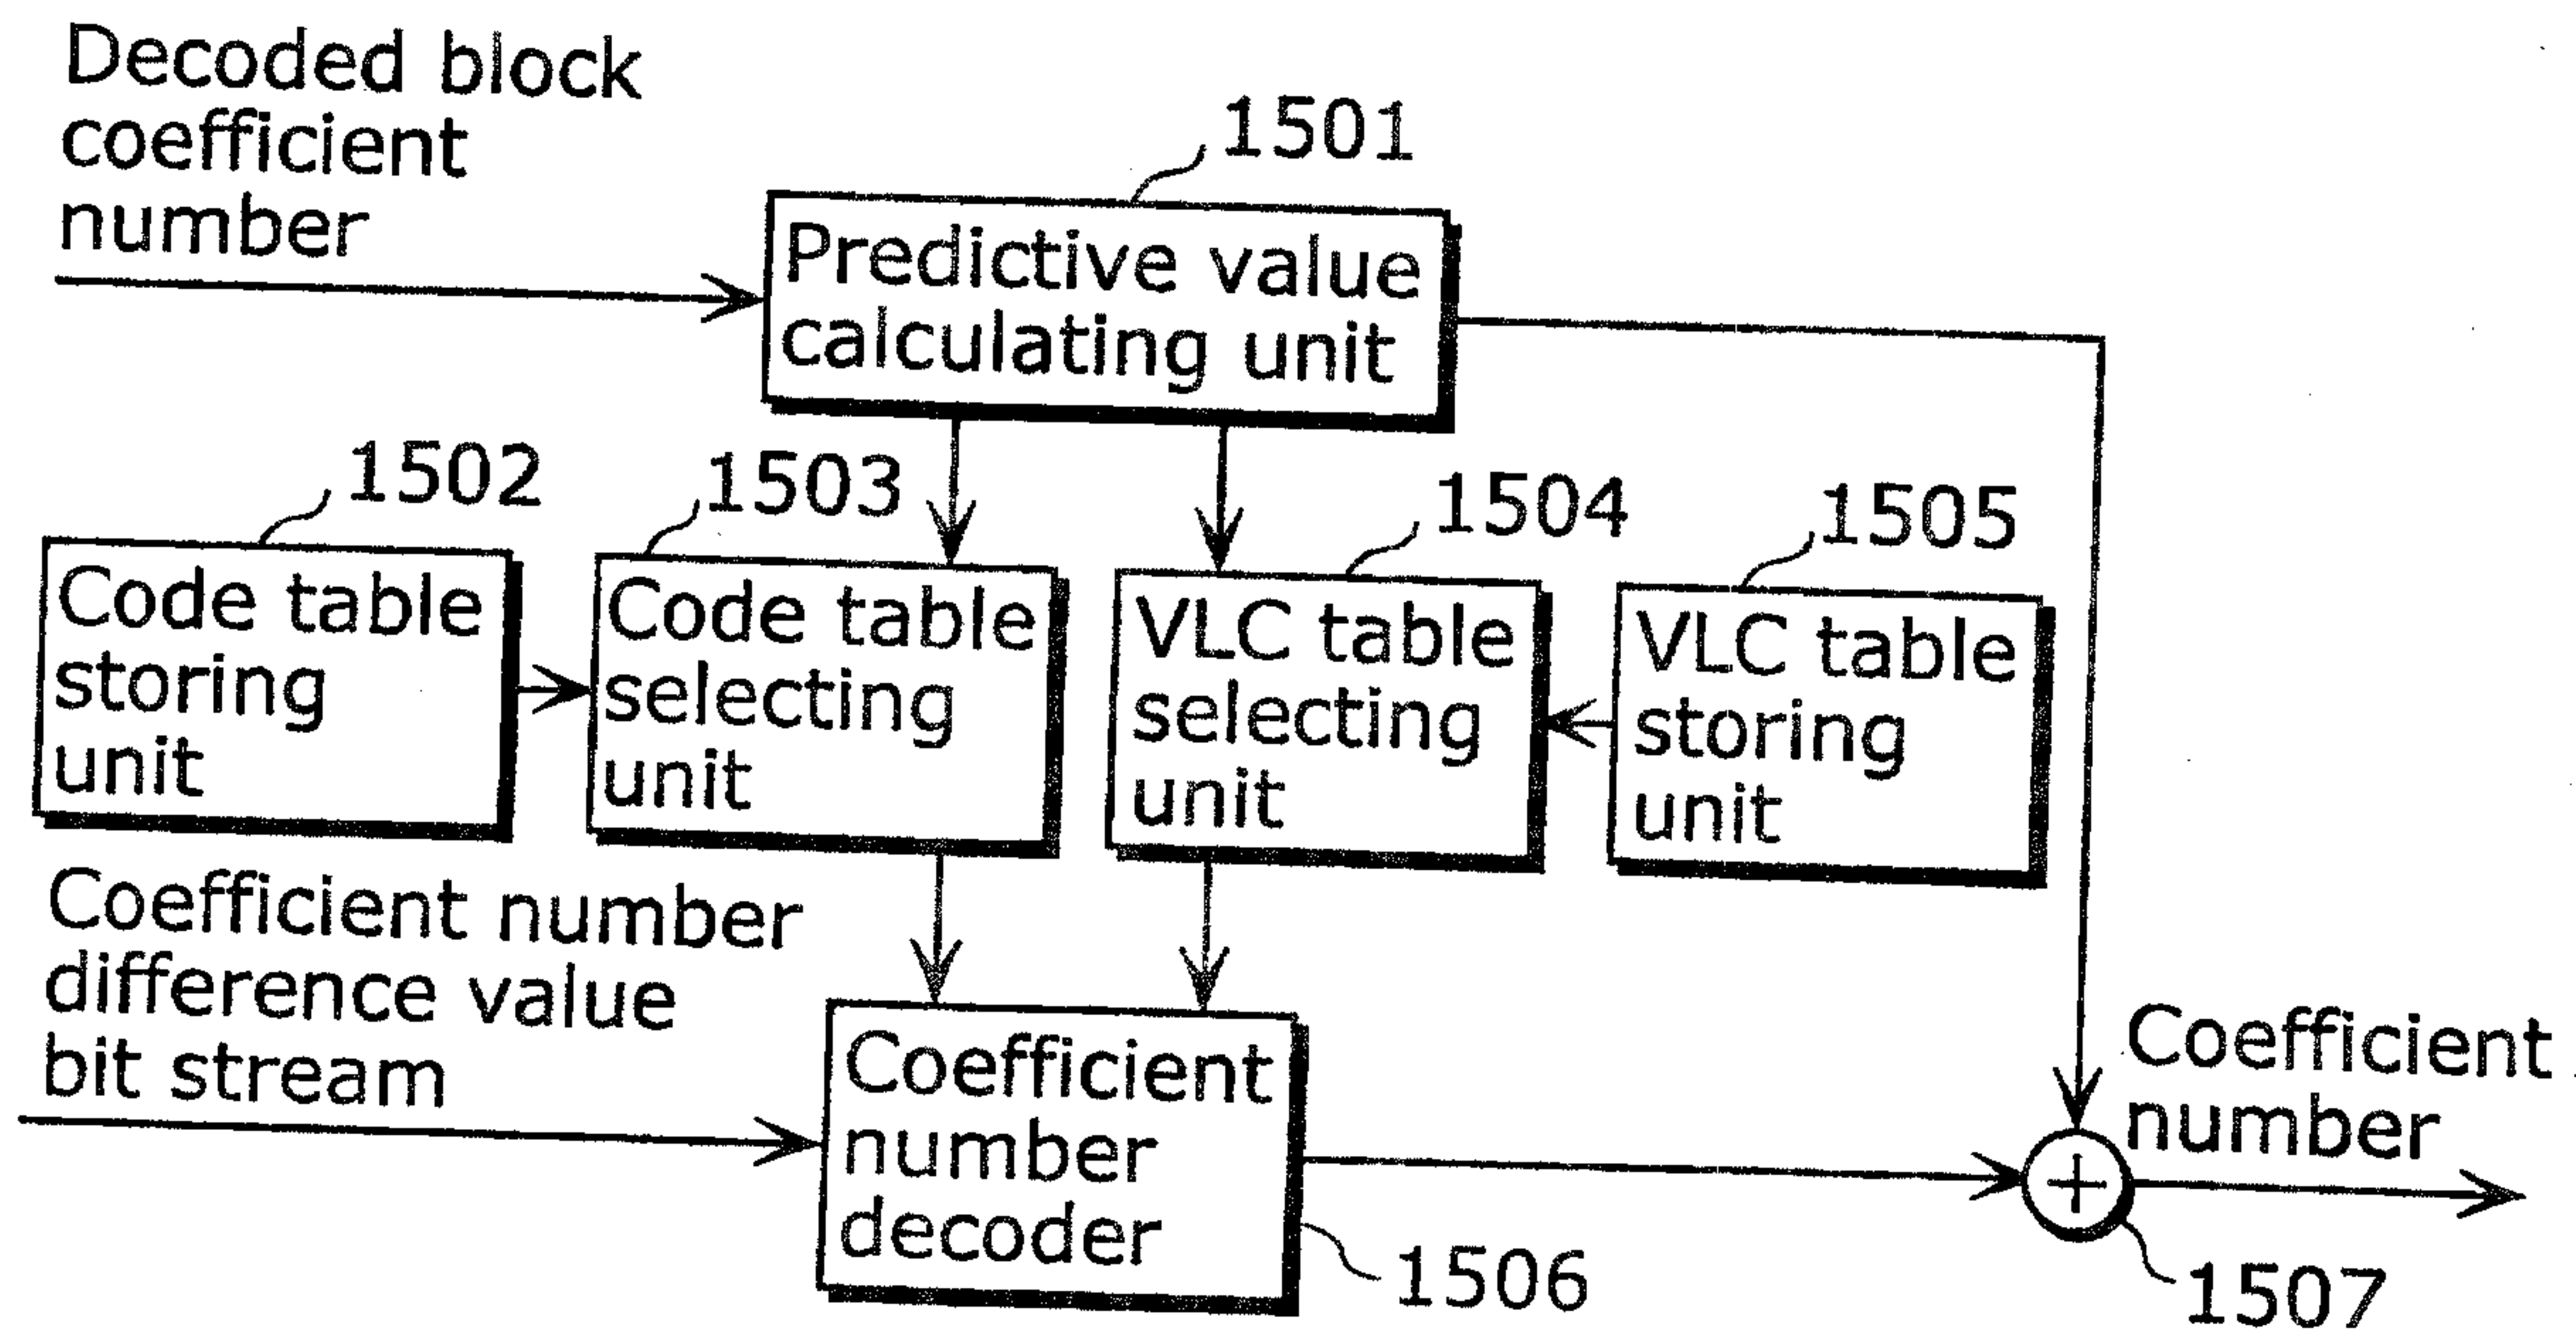 Decoded block
coefficient
number
1501
Predictive value
calculating unit
1502
1503
1504
1505
Code table
storing
unit
Code table
selecting
unit
VLC table
selecting
unit
VLC table
storing
unit
Coefficient number
difference value
bit stream
Coefficient
number
decoder
Coefficient
number
+
1506
1507